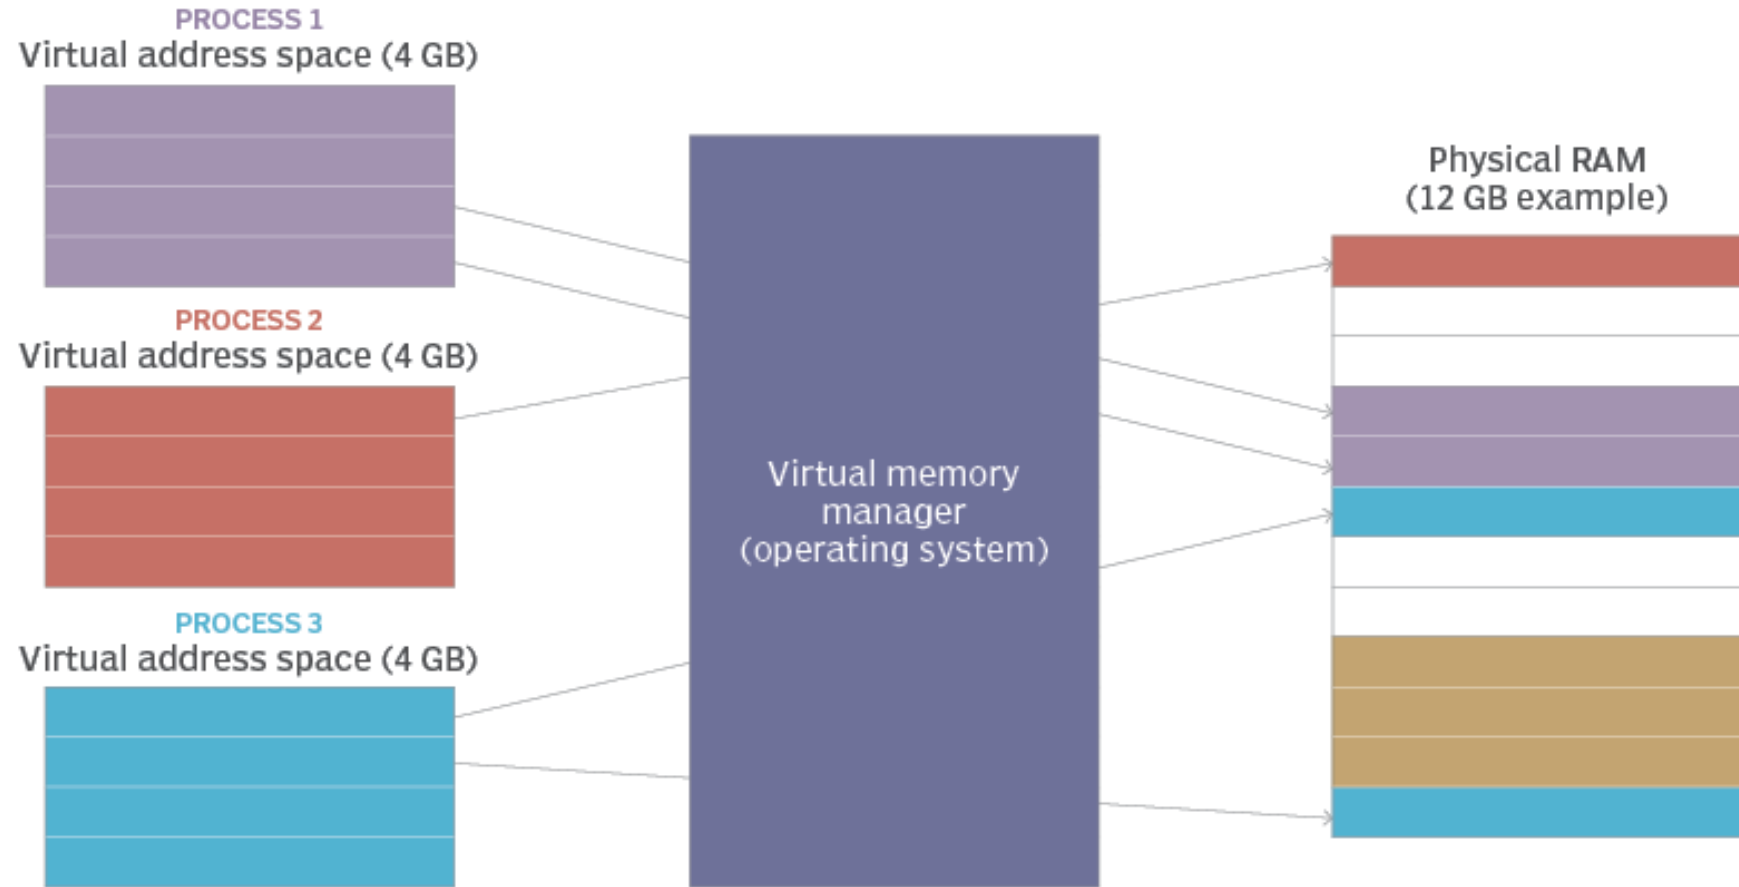 PROCESS 1
Virtual address space (4 GB)
PROCESS 2
Virtual address space (4 GB)
PROCESS 3
Virtual address space (4 GB)
Virtual memory
manager
(operating system)
Physical RAM
(12 GB example)